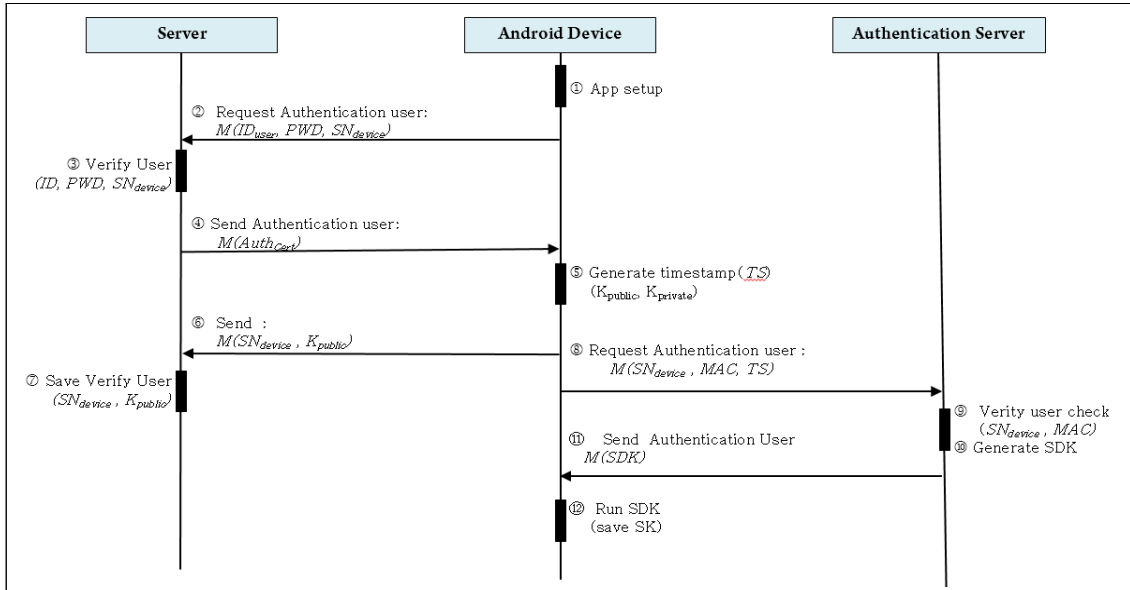 Server
Android Device
Authentication Server
① App setup
② Request Authentication user:
M(IDuser, PWD, SNdevice)
③ Verify User
(ID, PWD, SNdevice)
④ Send Authentication user:
M(AuthCert)
⑤ Generate timestamp(TS)
(Kpublic, Kprivate)
⑥ Send :
M(SNdevice , Kpublic)
⑦ Save Verify User
(SNdevice , Kpublic)
⑧ Request Authentication user :
M(SNdevice , MAC, TS)
⑨ Verity user check
(SNdevice , MAC)
⑩ Generate SDK
⑪ Send Authentication User
M(SDK)
⑫ Run SDK
(save SK)